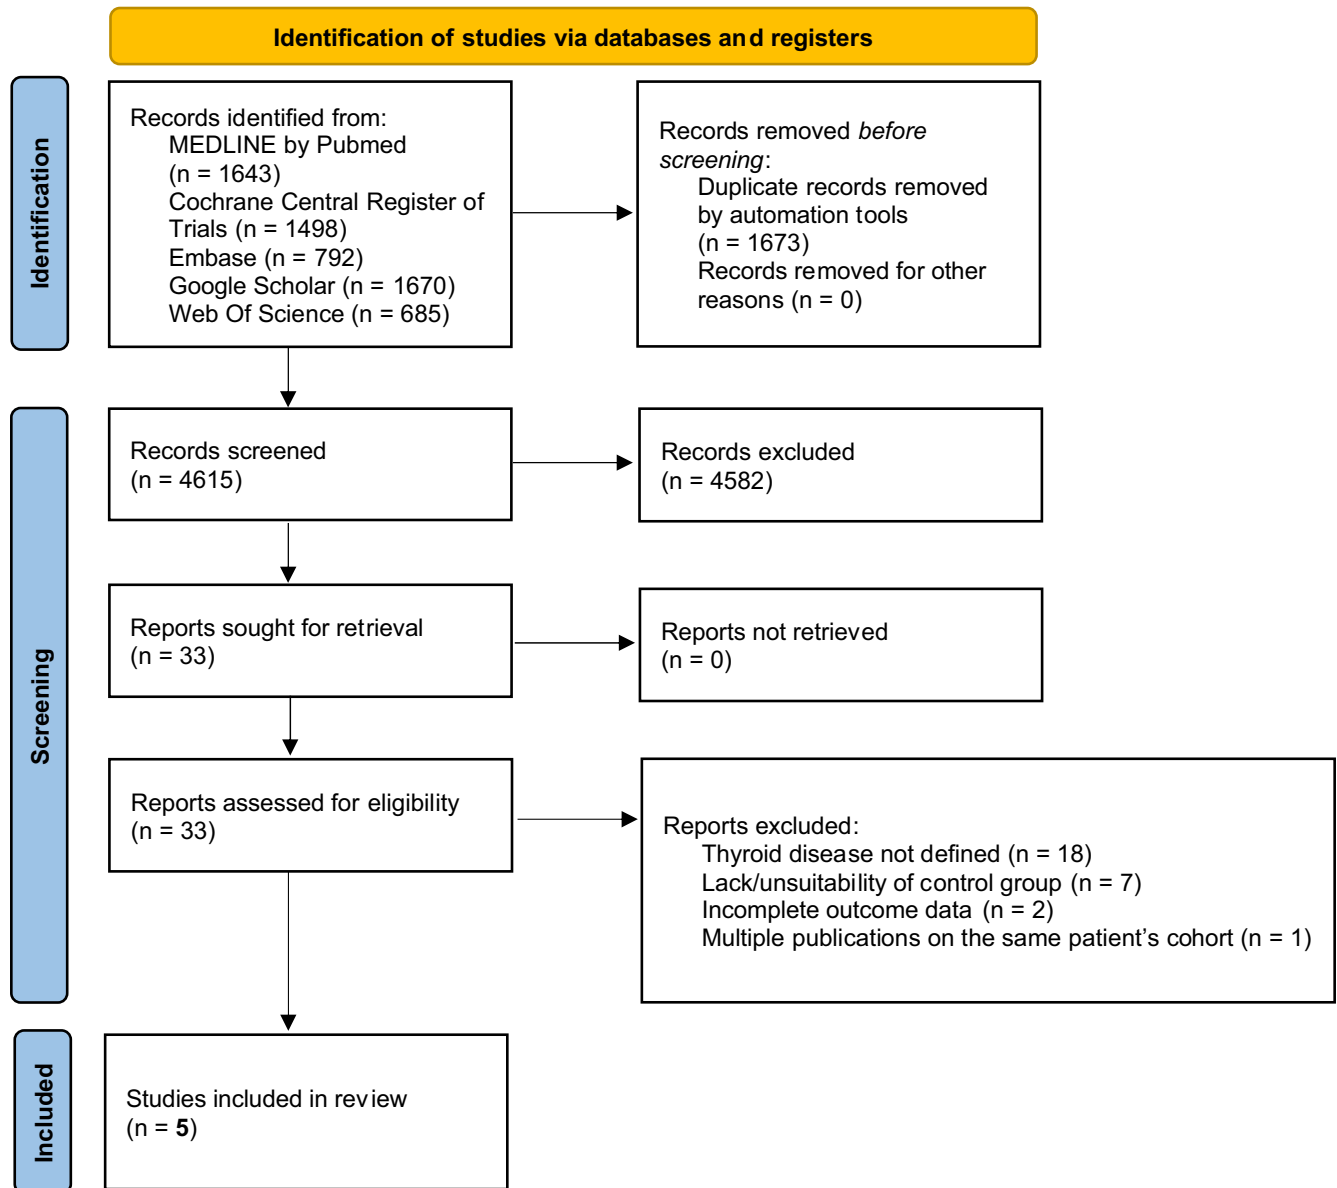 Identification of studies via databases and registers
Identification
Records identified from:
MEDLINE by Pubmed
(n = 1643)
Cochrane Central Register of
Trials (n = 1498)
Embase (n = 792)
Google Scholar (n = 1670)
Web Of Science (n = 685)
Records removed before
screening:
Duplicate records removed
by automation tools
(n = 1673)
Records removed for other
reasons (n = 0)
Screening
Records screened
(n = 4615)
Records excluded
(n = 4582)
Reports sought for retrieval
(n = 33)
Reports not retrieved
(n = 0)
Reports assessed for eligibility
(n = 33)
Reports excluded:
Thyroid disease not defined (n = 18)
Lack/unsuitability of control group (n = 7)
Incomplete outcome data (n = 2)
Multiple publications on the same patient’s cohort (n = 1)
Included
Studies included in review
(n = 5)